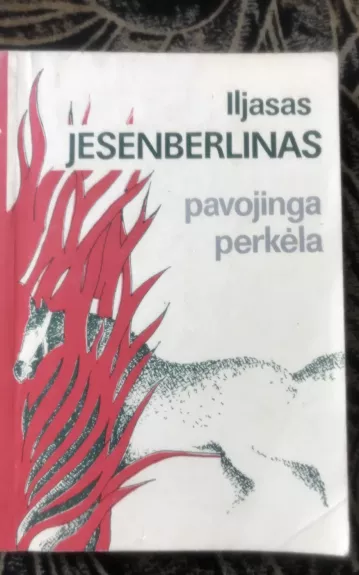 Iljasas
JESENBERLINAS
pavojinga
perkėla